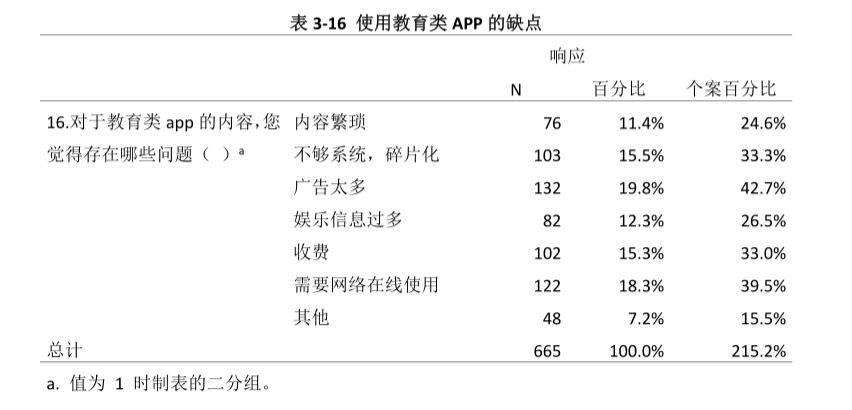 表 3-16 使用教育类 APP 的缺点
响应
N 百分比 个案百分比
16.对于教育类 app 的内容,您 内容繁琐 76 11.4% 24.6%
觉得存在哪些问题（ ）a 不够系统，碎片化 103 15.5% 33.3%
广告太多 132 19.8% 42.7%
娱乐信息过多 82 12.3% 26.5%
收费 102 15.3% 33.0%
需要网络在线使用 122 18.3% 39.5%
其他 48 7.2% 15.5%
总计 665 100.0% 215.2%
a. 值为 1 时制表的二分组。